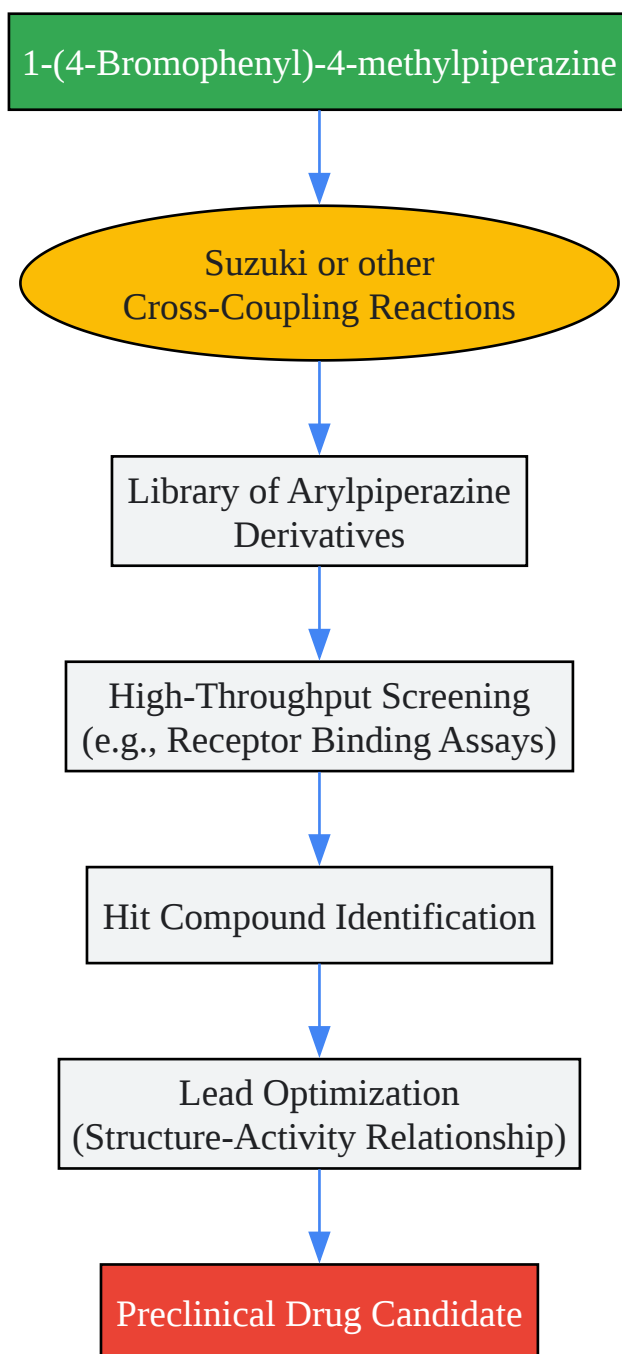 1-(4-Bromophenyl)-4-methylpiperazine
Suzuki or other
Cross-Coupling Reactions
Library of Arylpiperazine
Derivatives
High-Throughput Screening
(e.g., Receptor Binding Assays)
Hit Compound Identification
Lead Optimization
(Structure-Activity Relationship)
Preclinical Drug Candidate